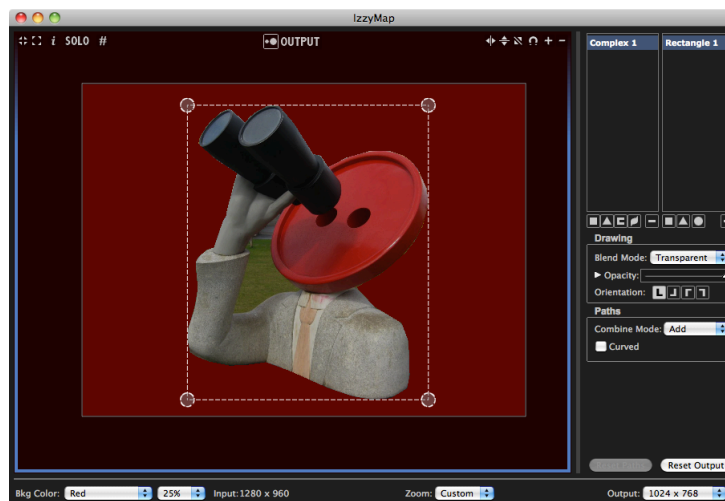 IzzyMap
i SOLO #
OUTPUT
Complex 1
Rectangle 1
Drawing
Blend Mode: Transparent
Opacity:
Orientation:
Paths
Combine Mode: Add
Curved
Reset Output
Bkg Color: Red 25% Input:1280 x 960 Zoom: Custom Output: 1024 x 768